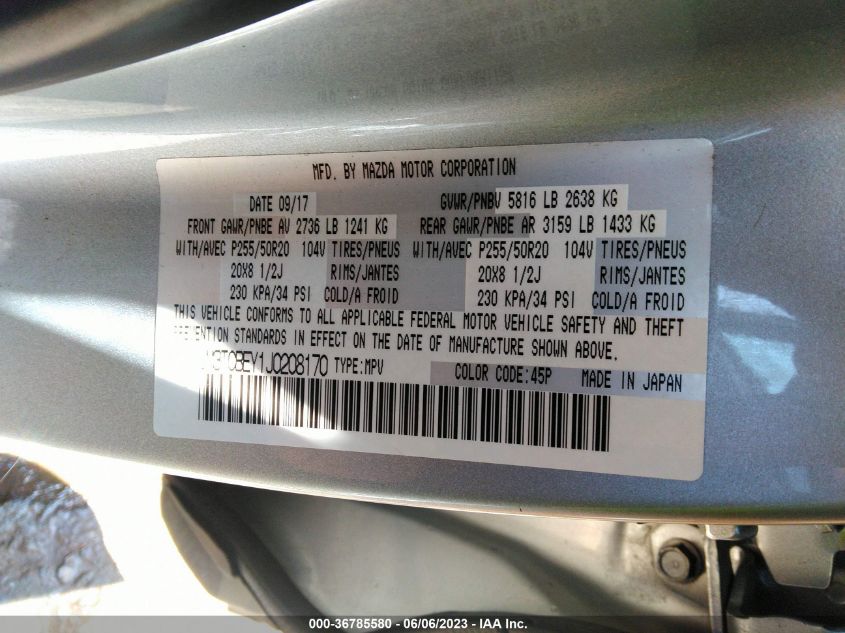 MFD. BY MAZDA MOTOR CORPORATION
DATE 09/17 GVWR/PNBV 5816 LB 2638 KG
FRONT GAWR/PNBE AV 2736 LB 1241 KG REAR GAWR/PNBE AR 3159 LB 1433 KG
WITH/AVEC P255/50R20 104V TIRES/PNEUS WITH/AVEC P255/50R20 104V TIRES/PNEUS
20X8 1/2J RIMS/JANTES 20X8 1/2J RIMS/JANTES
230 KPA/34 PSI COLD/A FROID 230 KPA/34 PSI COLD/A FROID
THIS VEHICLE CONFORMS TO ALL APPLICABLE FEDERAL MOTOR VEHICLE SAFETY AND THEFT
PREVENTION STANDARDS IN EFFECT ON THE DATE OF MANUFACTURE SHOWN ABOVE.
TYPE:MPV COLOR CODE:45P MADE IN JAPAN
000-36785580 - 06/06/2023 - IAA Inc.